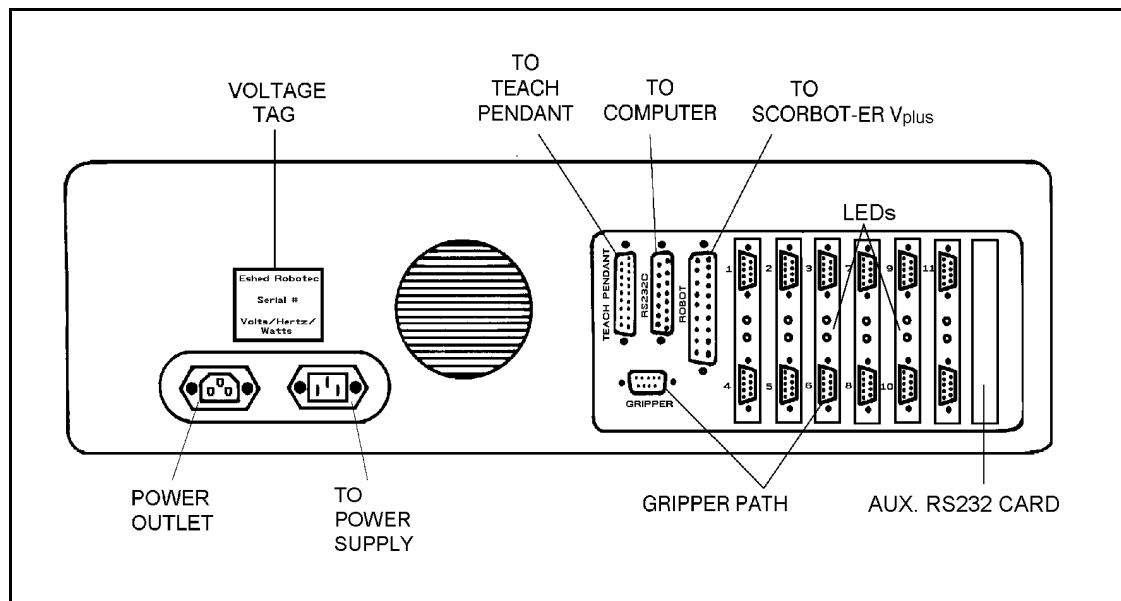 VOLTAGE
TAG
TO
TEACH
PENDANT
TO
COMPUTER
TO
SCORBOT-ER Vplus
LEDs
Eshed Robotec
Serial #
Volts/Hertz/
Watts
TEACH PENDANT
RS232C
ROBOT
1
2
3
7
9
11
4
5
6
8
10
GRIPPER
POWER
OUTLET
TO
POWER
SUPPLY
GRIPPER PATH
AUX. RS232 CARD